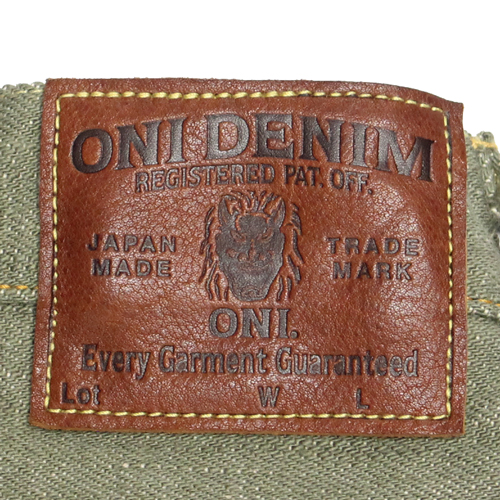 ONI DENIM
REGISTERED PAT. OFF.
JAPAN MADE
TRADE MARK
ONI.
Every Garment Guaranteed
Lot W L